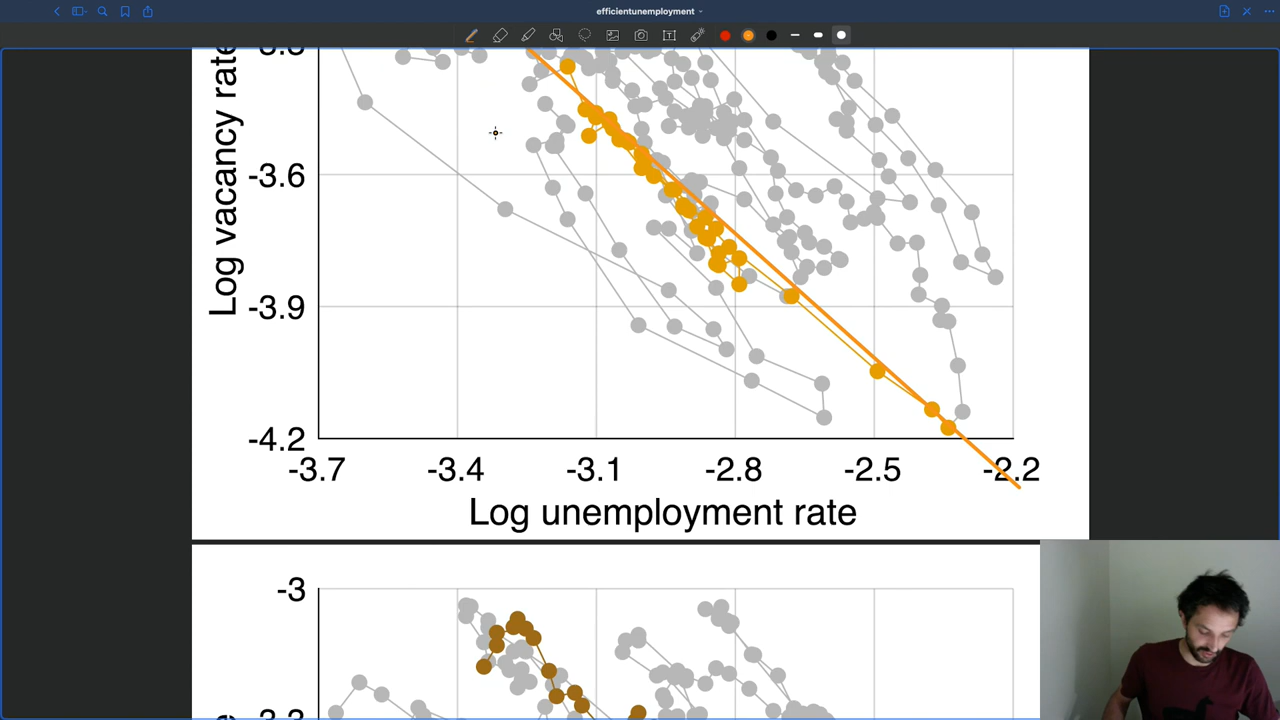 efficientunemployment
Log vacancy rate
-3.6
-3.9
-4.2
-3.7 -3.4 -3.1 -2.8 -2.5 -2.2
Log unemployment rate
-3